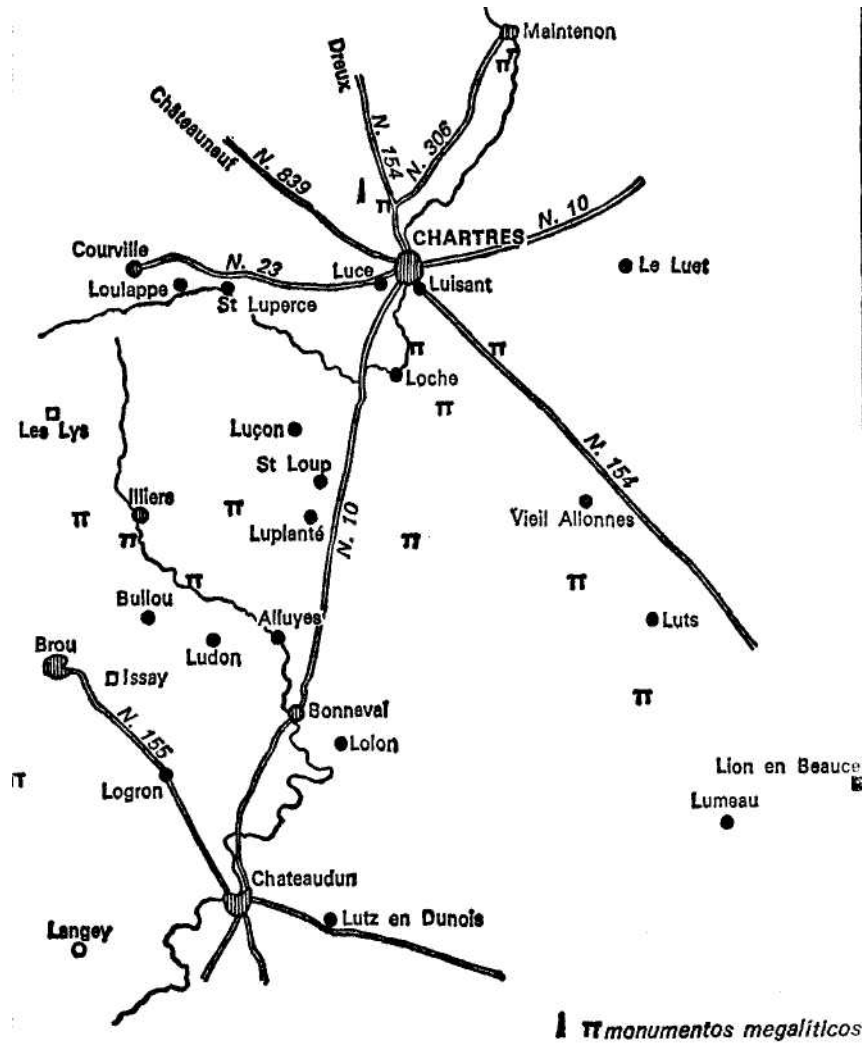 Maintenon
Dreux
Châteauneuf
N. 154
N. 306
N. 839
N. 10
CHARTRES
Courville
N. 23
Luce
Luisant
Le Luet
Loulappe
St Luperce
Loche
Les Lys
Luçon
St Loup
N. 154
Illiers
Luplanté
N. 10
Vieil Allonnes
Bullou
Alluyes
Luts
Ludon
Brou
Issay
Bonneval
N. 155
Lolon
Logron
Lion en Beauce
Lumeau
Chateaudun
Lutz en Dunois
Langey
monumentos megalíticos